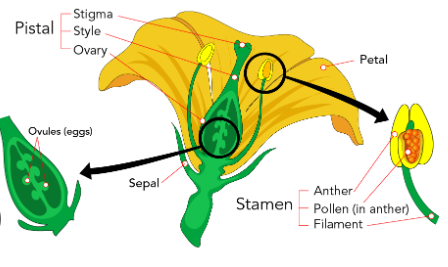 Stigma
Pistal
Style
Ovary
Petal
Ovules (eggs)
Sepal
Anther
Stamen
Pollen (in anther)
Filament